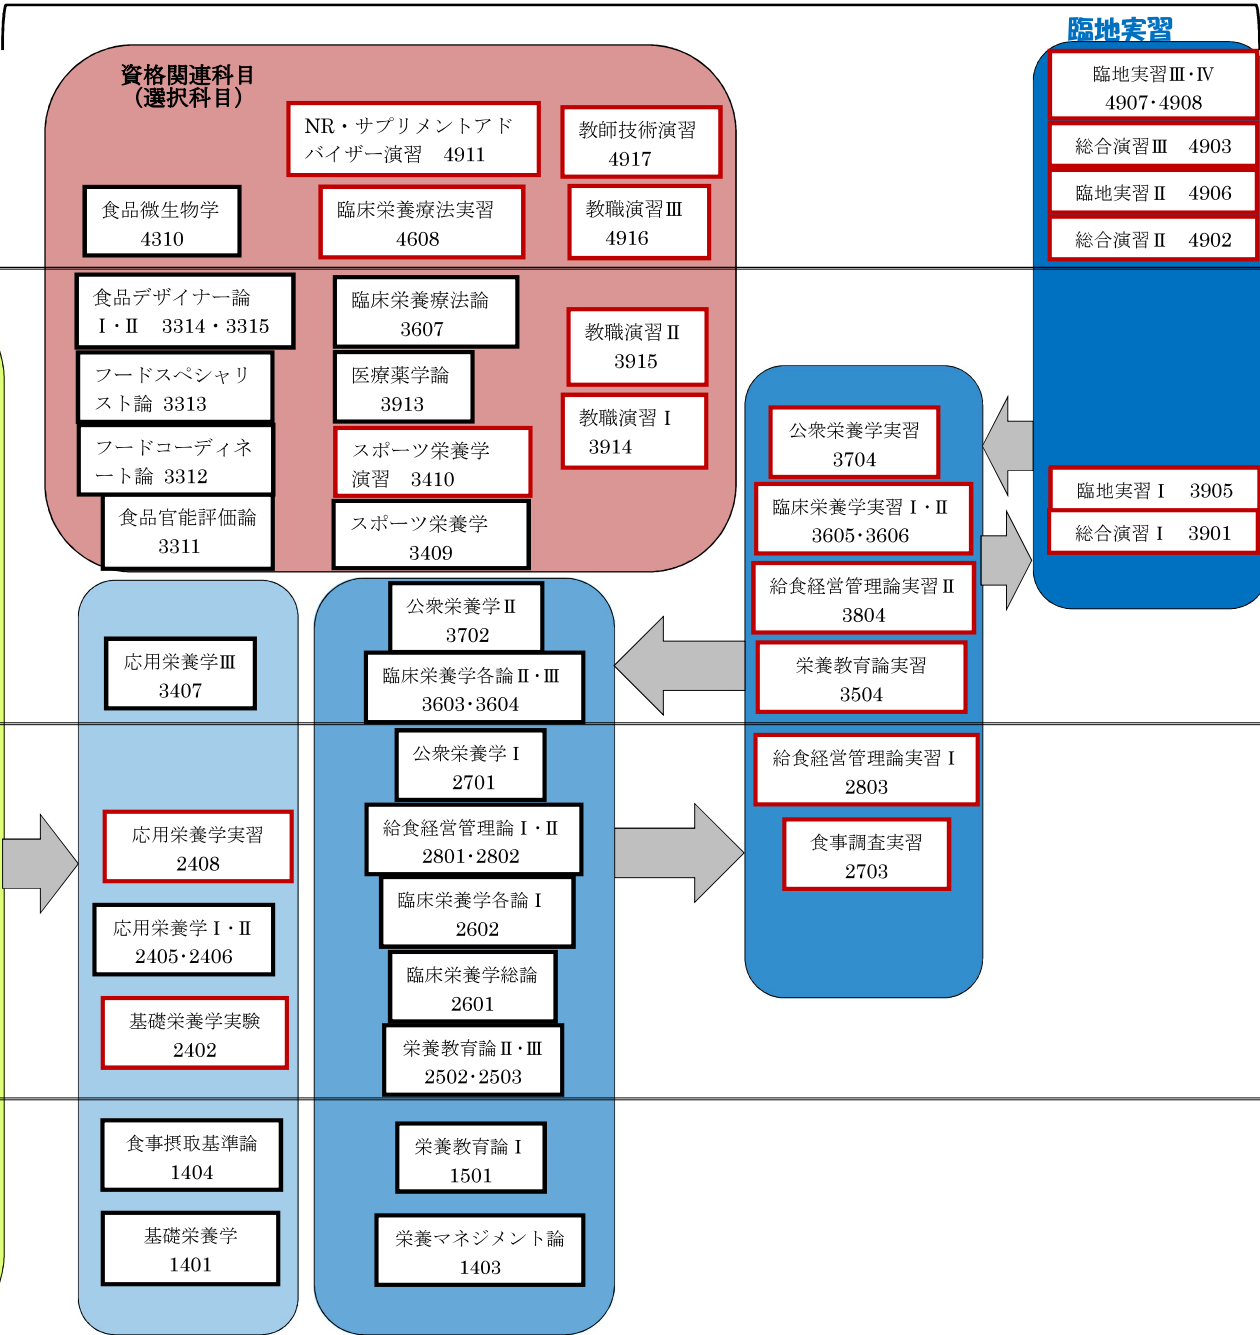 臨地実習
資格関連科目
（選択科目）
NR・サプリメントアド
バイザー演習　4911
教師技術演習
4917
食品微生物学
4310
臨床栄養療法実習
4608
教職演習Ⅲ
4916
臨地実習Ⅲ・Ⅳ
4907・4908
総合演習Ⅲ　4903
臨地実習Ⅱ　4906
総合演習Ⅱ　4902
食品デザイナー論
Ⅰ・Ⅱ　3314・3315
フードスペシャリ
スト論 3313
フードコーディネ
ート論 3312
食品官能評価論
3311
臨床栄養療法論
3607
医療薬学論
3913
スポーツ栄養学
演習　3410
スポーツ栄養学
3409
教職演習Ⅱ
3915
教職演習Ⅰ
3914
公衆栄養学実習
3704
臨床栄養学実習Ⅰ・Ⅱ
3605・3606
給食経営管理論実習Ⅱ
3804
栄養教育論実習
3504
臨地実習Ⅰ　3905
総合演習Ⅰ　3901
応用栄養学Ⅲ
3407
公衆栄養学Ⅱ
3702
臨床栄養学各論Ⅱ・Ⅲ
3603・3604
公衆栄養学Ⅰ
2701
給食経営管理論Ⅰ・Ⅱ
2801・2802
臨床栄養学各論Ⅰ
2602
臨床栄養学総論
2601
栄養教育論Ⅱ・Ⅲ
2502・2503
給食経営管理論実習Ⅰ
2803
食事調査実習
2703
応用栄養学実習
2408
応用栄養学Ⅰ・Ⅱ
2405・2406
基礎栄養学実験
2402
食事摂取基準論
1404
基礎栄養学
1401
栄養教育論Ⅰ
1501
栄養マネジメント論
1403